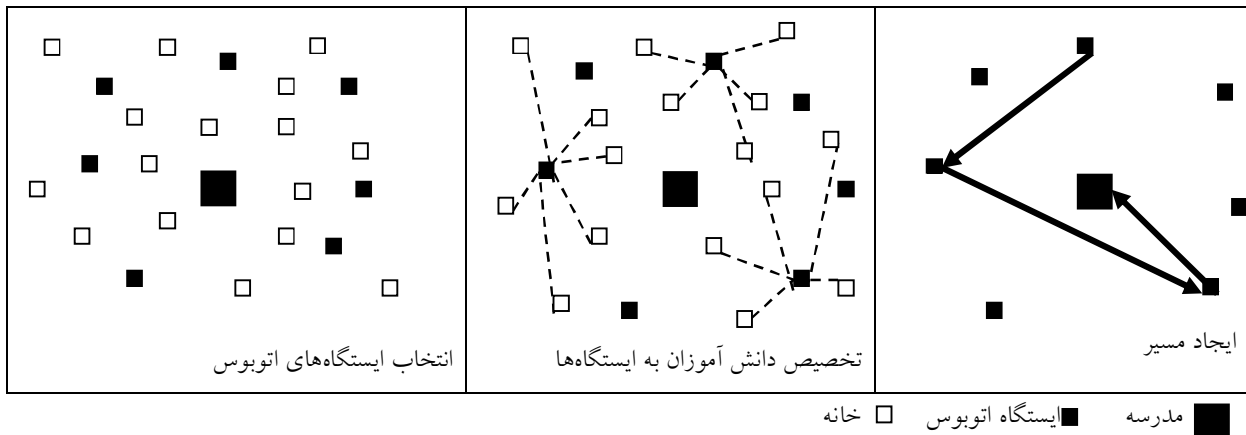 انتخاب ایستگاه‌های اتوبوس
تخصیص دانش آموزان به ایستگاه‌ها
ایجاد مسیر
مدرسه ایستگاه اتوبوس خانه